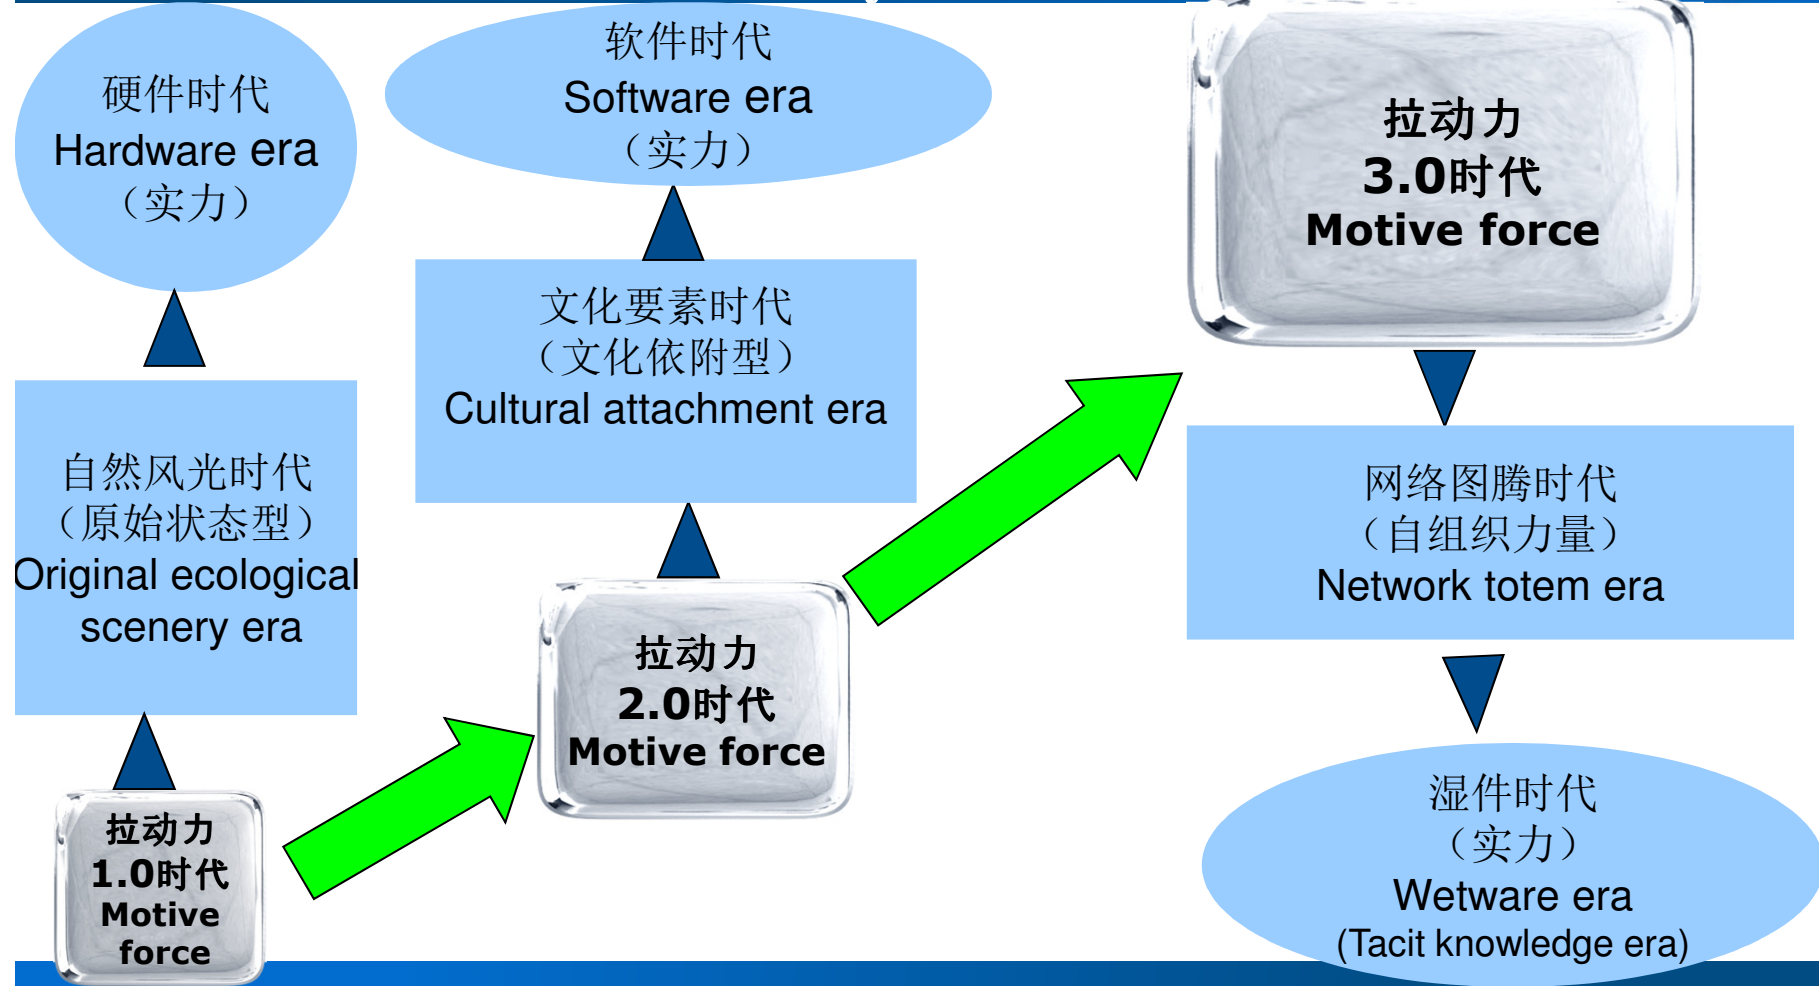 硬件时代
Hardware era
（实力）
软件时代
Software era
（实力）
拉动力
3.0时代
Motive force
自然风光时代
（原始状态型）
Original ecological
scenery era
文化要素时代
（文化依附型）
Cultural attachment era
网络图腾时代
（自组织力量）
Network totem era
拉动力
1.0时代
Motive
force
拉动力
2.0时代
Motive force
湿件时代
（实力）
Wetware era
(Tacit knowledge era)